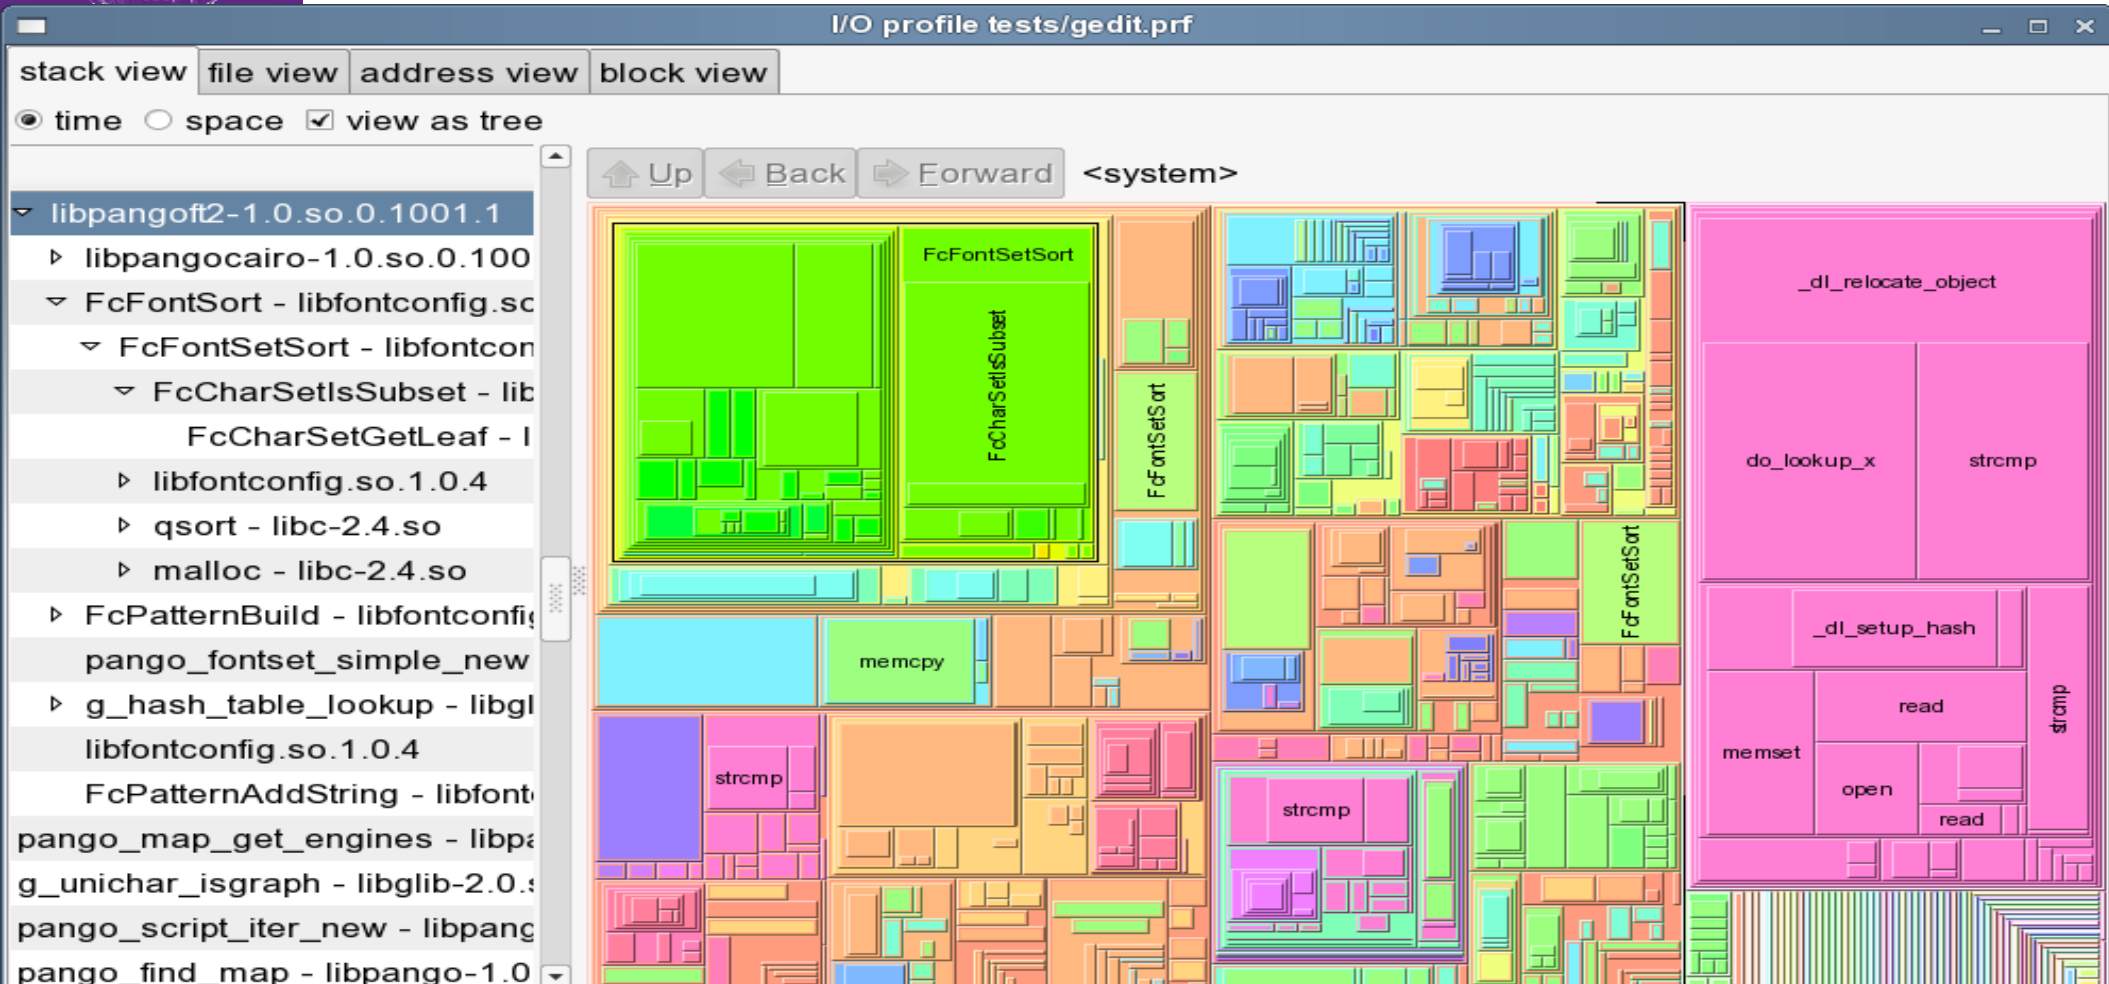 I/O profile tests/gedit.prf
stack view file view address view block view
time space view as tree
Up Back Forward <system>
libpangoft2-1.0.so.0.1001.1
libpangocairo-1.0.so.0.100
FcFontSort - libfontconfig.so
FcFontSetSort - libfontcon
FcCharSetIsSubset - lib
FcCharSetGetLeaf - l
libfontconfig.so.1.0.4
qsort - libc-2.4.so
malloc - libc-2.4.so
FcPatternBuild - libfontconfig
pango_fontset_simple_new
g_hash_table_lookup - libgl
libfontconfig.so.1.0.4
FcPatternAddString - libfont
pango_map_get_engines - libpa
g_unichar_isgraph - libglib-2.0.s
pango_script_iter_new - libpang
pango_find_map - libpango-1.0
FcFontSetSort
FcCharSetIsSubset
FcFontSetSort
memcpy
strcmp
FcFontSetSort
strcmp
_dl_relocate_object
do_lookup_x
strcmp
_dl_setup_hash
read
strcmp
memset
open
read